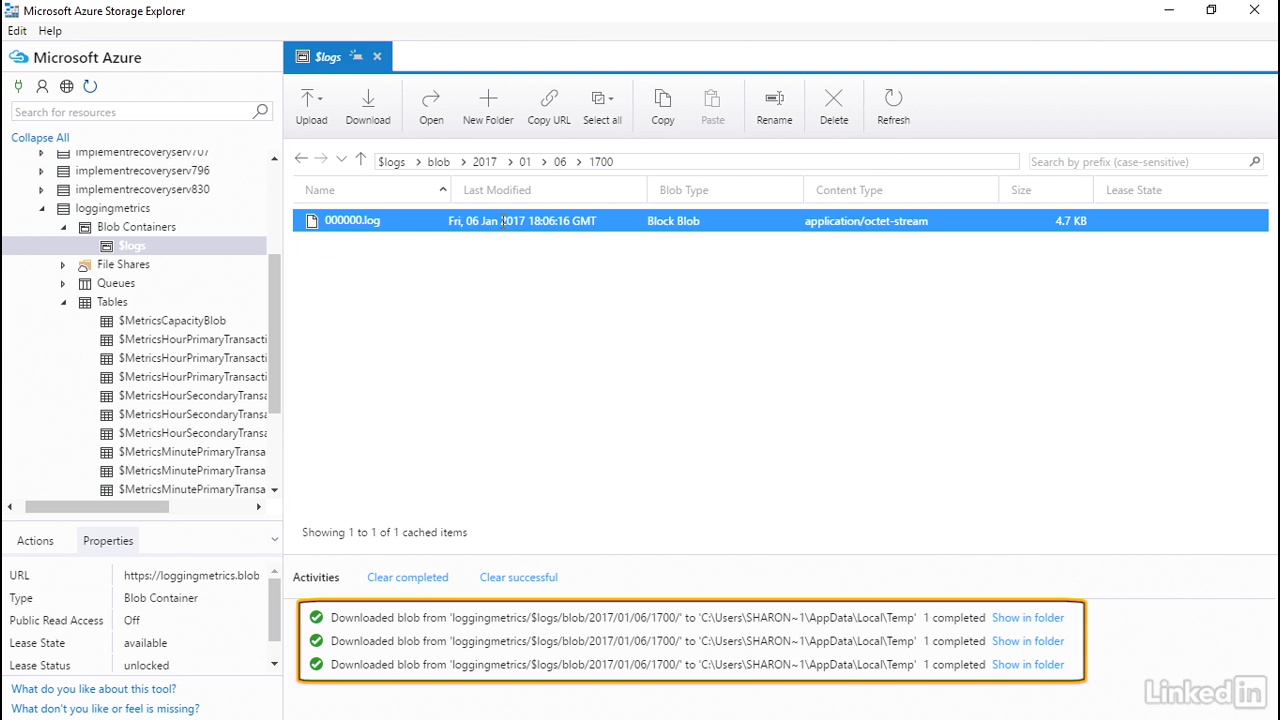 Microsoft Azure Storage Explorer
Edit Help
Microsoft Azure
Search for resources
Collapse All
implementrecoveryserv707
implementrecoveryserv796
implementrecoveryserv830
loggingmetrics
Blob Containers
$logs
File Shares
Queues
Tables
$MetricsCapacityBlob
$MetricsHourPrimaryTransacti
$MetricsHourPrimaryTransacti
$MetricsHourPrimaryTransacti
$MetricsHourSecondaryTransa
$MetricsHourSecondaryTransa
$MetricsHourSecondaryTransa
$MetricsMinutePrimaryTransa
$MetricsMinutePrimaryTransa
$MetricsMinutePrimaryTransa
Actions Properties
URL https://loggingmetrics.blob
Type Blob Container
Public Read Access Off
Lease State available
Lease Status unlocked
What do you like about this tool?
What don't you like or feel is missing?
$logs
Upload Download Open New Folder Copy URL Select all Copy Paste Rename Delete Refresh
$logs > blob > 2017 > 01 > 06 > 1700
Search by prefix (case-sensitive)
Name Last Modified Blob Type Content Type Size Lease State
000000.log Fri, 06 Jan 2017 18:06:16 GMT Block Blob application/octet-stream 4.7 KB
Showing 1 to 1 of 1 cached items
Activities Clear completed Clear successful
Downloaded blob from 'loggingmetrics/$logs/blob/2017/01/06/1700/' to 'C:\Users\SHARON~1\AppData\Local\Temp' 1 completed Show in folder
Downloaded blob from 'loggingmetrics/$logs/blob/2017/01/06/1700/' to 'C:\Users\SHARON~1\AppData\Local\Temp' 1 completed Show in folder
Downloaded blob from 'loggingmetrics/$logs/blob/2017/01/06/1700/' to 'C:\Users\SHARON~1\AppData\Local\Temp' 1 completed Show in folder
Linkedin